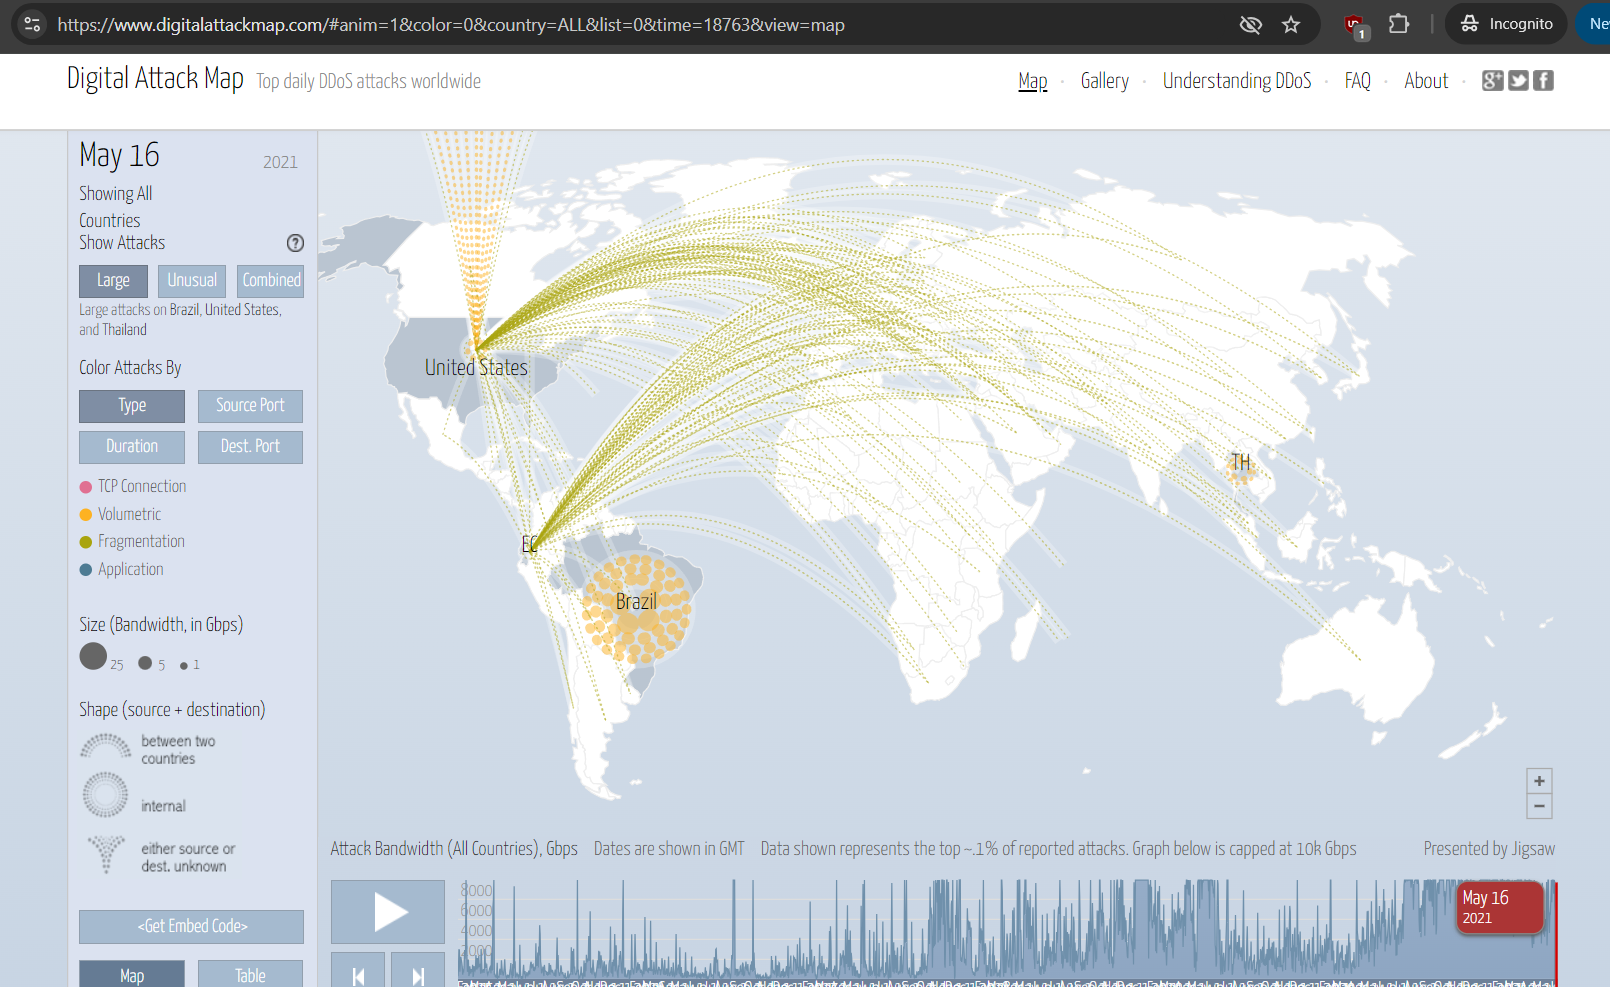 https://www.digitalattackmap.com/#anim=1&color=0&country=ALL&list=0&time=18763&view=map
1
Incognito
Ne
Digital Attack Map Top daily DDoS attacks worldwide
Map · Gallery · Understanding DDoS · FAQ · About ·
May 16 2021
Showing All
Countries
Show Attacks ?
Large Unusual Combined
Large attacks on Brazil, United States,
and Thailand
Color Attacks By
Type Source Port
Duration Dest. Port
TCP Connection
Volumetric
Fragmentation
Application
Size (Bandwidth, in Gbps)
25 5 1
Shape (source + destination)
between two
countries
internal
either source or
dest. unknown
<Get Embed Code>
Map Table
United States
EC
Brazil
TH
+
−
Attack Bandwidth (All Countries), Gbps Dates are shown in GMT Data shown represents the top ~.1% of reported attacks. Graph below is capped at 10k Gbps Presented by Jigsaw
8000
6000
4000
2000
May 16
2021